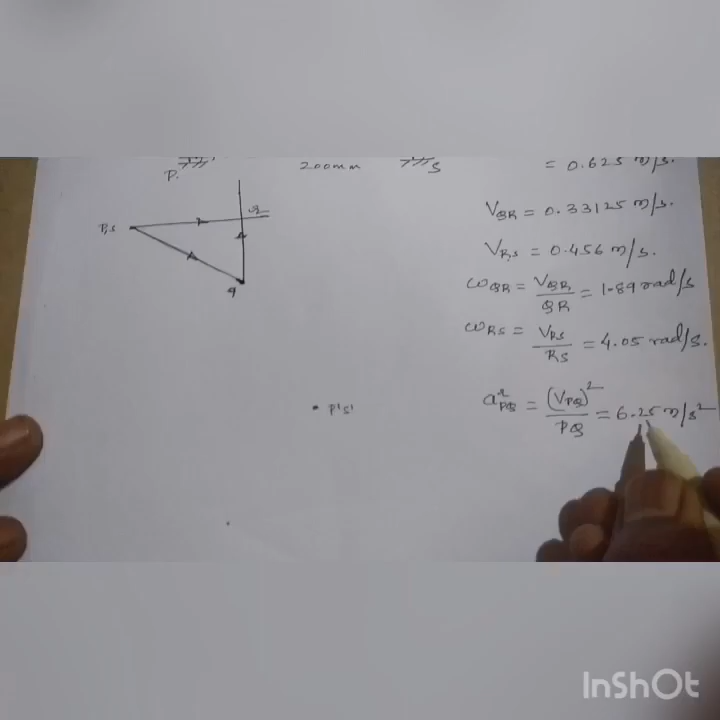 P. 200mm S = 0.625 m/s.
V_QR = 0.33125 m/s.
P,s r
V_RS = 0.456 m/s.
ω_QR = V_QR / QR = 1.89 rad/s
q
ω_RS = V_RS / RS = 4.05 rad/s.
p's'
a^r_PQ = (V_PQ)^2 / PQ = 6.25 m/s^2
InShOt